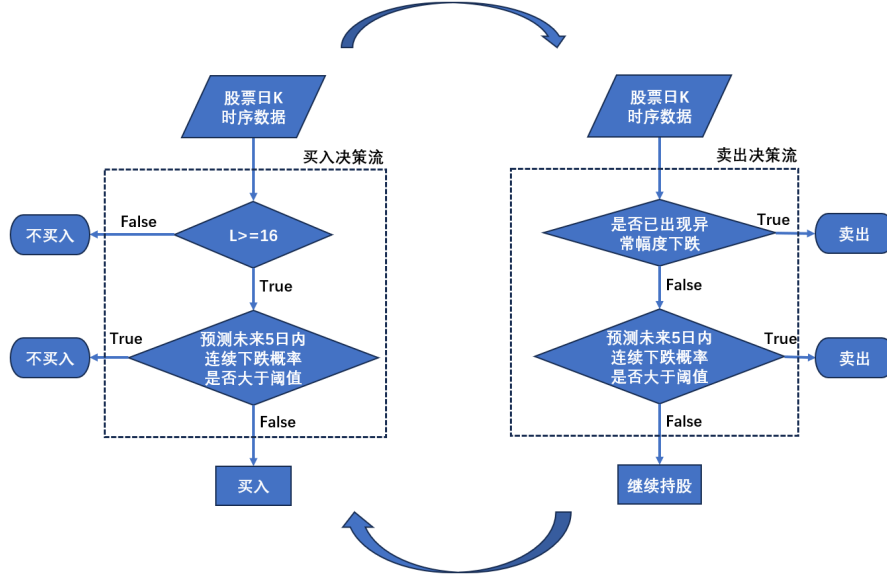 股票日K
时序数据
买入决策流
False
不买入
L>=16
True
True
不买入
预测未来5日内
连续下跌概率
是否大于阈值
False
买入
股票日K
时序数据
卖出决策流
是否已出现异
常幅度下跌
True
卖出
False
预测未来5日内
连续下跌概率
是否大于阈值
True
卖出
False
继续持股